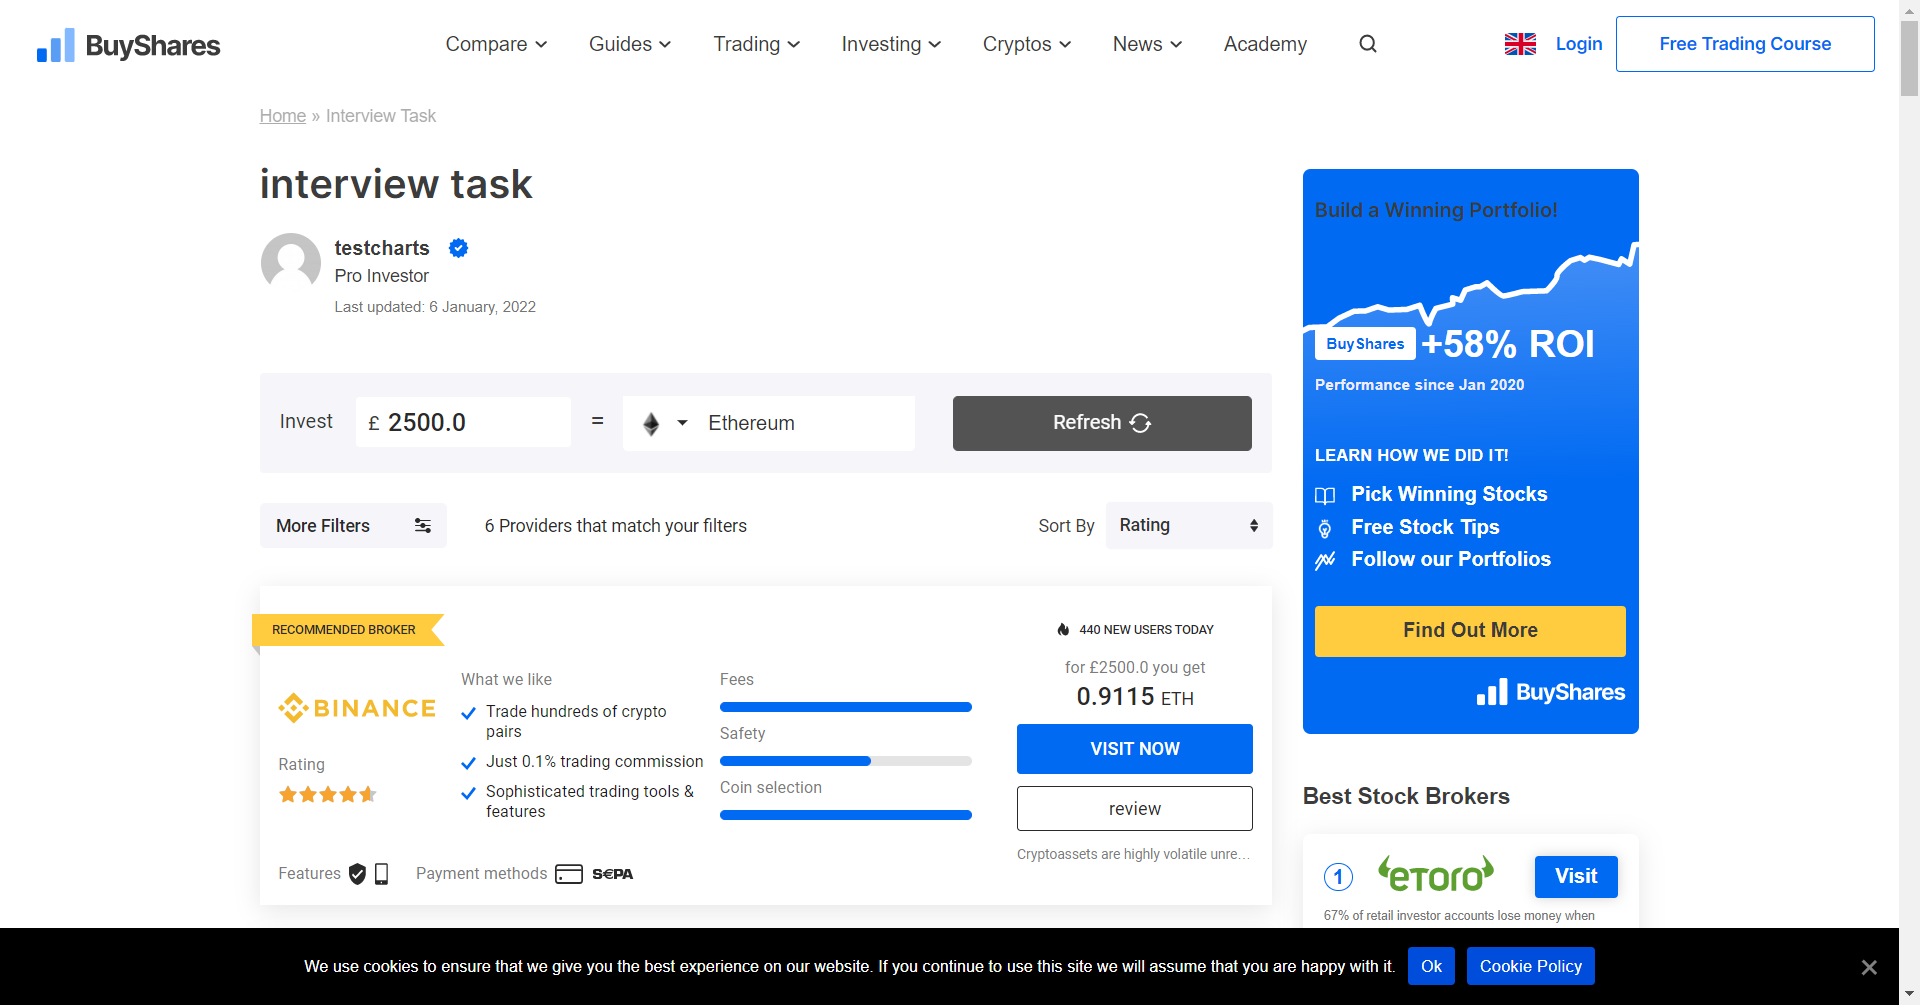 BuyShares
Compare
Guides
Trading
Investing
Cryptos
News
Academy
Login
Free Trading Course
Home » Interview Task
interview task
testcharts
Pro Investor
Last updated: 6 January, 2022
Invest
£ 2500.0
=
Ethereum
Refresh
More Filters
6 Providers that match your filters
Sort By
Rating
RECOMMENDED BROKER
BINANCE
Rating
What we like
Trade hundreds of crypto
pairs
Just 0.1% trading commission
Sophisticated trading tools &
features
Fees
Safety
Coin selection
440 NEW USERS TODAY
for £2500.0 you get
0.9115 ETH
VISIT NOW
review
Cryptoassets are highly volatile unre...
Features
Payment methods
S€PA
Build a Winning Portfolio!
BuyShares
+58% ROI
Performance since Jan 2020
LEARN HOW WE DID IT!
Pick Winning Stocks
Free Stock Tips
Follow our Portfolios
Find Out More
BuyShares
Best Stock Brokers
1
eToro
Visit
67% of retail investor accounts lose money when
We use cookies to ensure that we give you the best experience on our website. If you continue to use this site we will assume that you are happy with it.
Ok
Cookie Policy